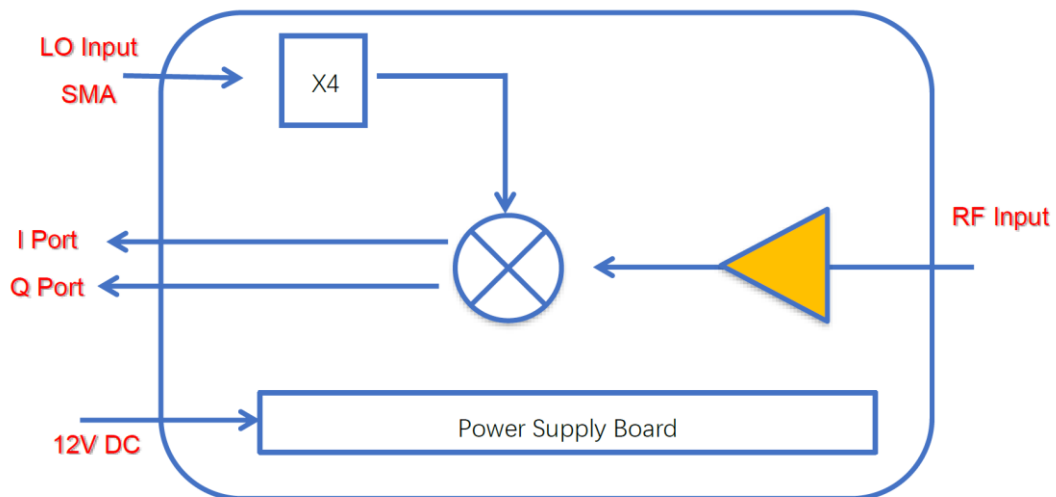 LO Input
SMA
X4
RF Input
I Port
Q Port
Power Supply Board
12V DC